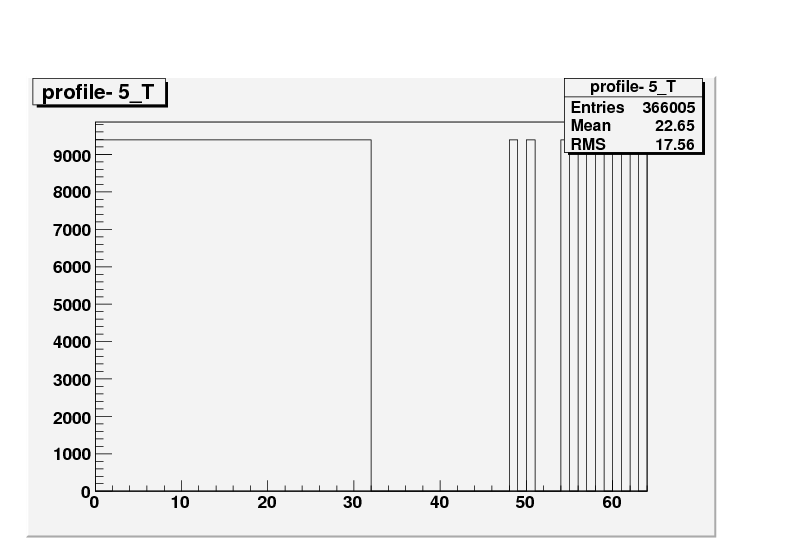 profile- 5_T
profile- 5_T
Entries 366005
Mean 22.65
RMS 17.56
9000
8000
7000
6000
5000
4000
3000
2000
1000
0
0 10 20 30 40 50 60